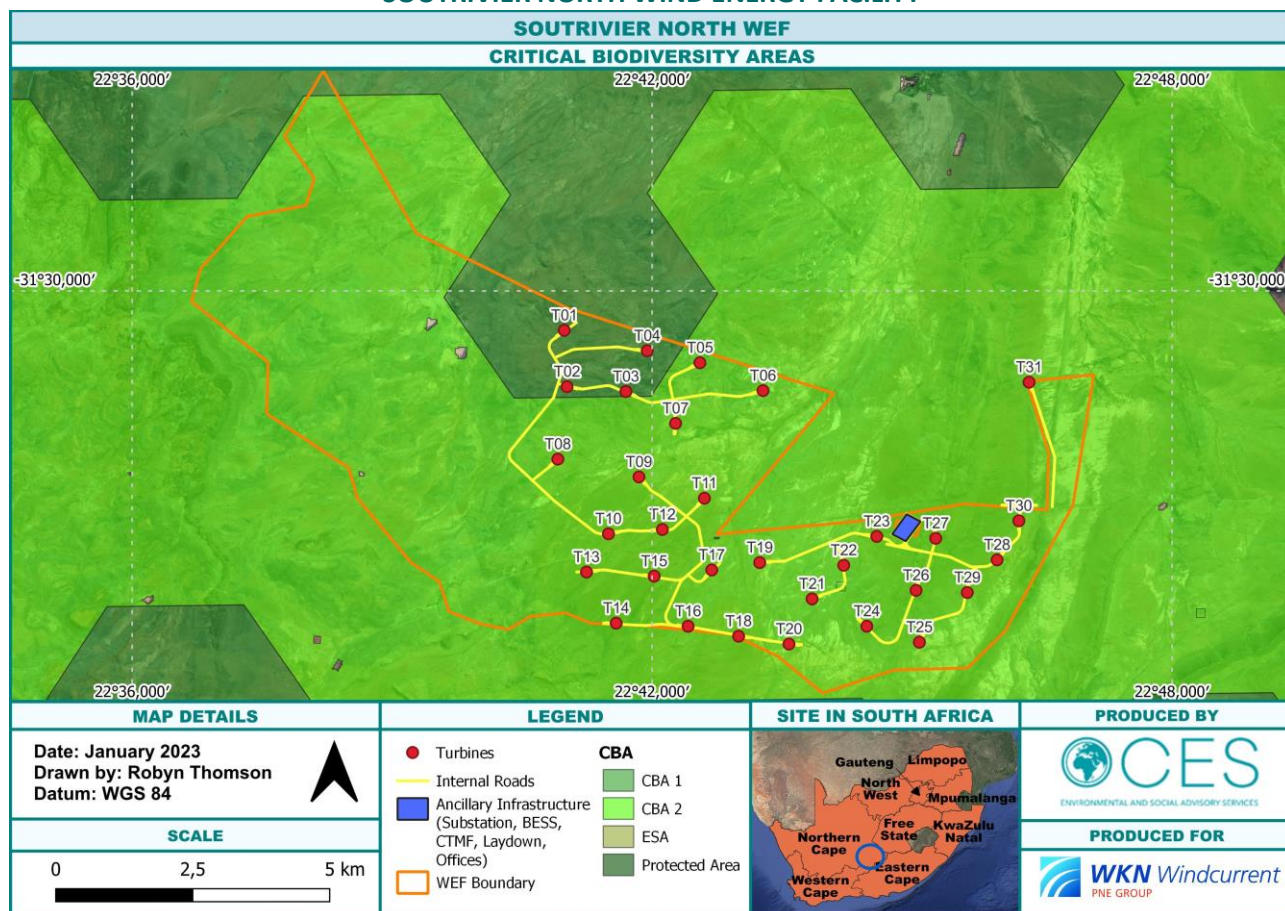 SOUTRIVIER NORTH WIND ENERGY FACILITY
SOUTRIVIER NORTH WEF
CRITICAL BIODIVERSITY AREAS
22°36,000′ 22°42,000′ 22°48,000′
-31°30,000′ -31°30,000′
T01
T04
T05
T31
T02
T03
T06
T07
T08
T09
T11
T10
T12
T23
T27
T30
T13
T15
T17
T19
T22
T28
T21
T26
T29
T14
T16
T18
T20
T24
T25
22°36,000′ 22°42,000′ 22°48,000′
MAP DETAILS
Date: January 2023
Drawn by: Robyn Thomson
Datum: WGS 84
SCALE
0 2,5 5 km
LEGEND
Turbines
Internal Roads
Ancillary Infrastructure
(Substation, BESS,
CTMF, Laydown,
Offices)
WEF Boundary
CBA
CBA 1
CBA 2
ESA
Protected Area
SITE IN SOUTH AFRICA
Gauteng
Limpopo
North
West
Mpumalanga
Free
State
KwaZulu
Natal
Northern
Cape
Eastern
Cape
Western
Cape
PRODUCED BY
CES
ENVIRONMENTAL AND SOCIAL ADVISORY SERVICES
PRODUCED FOR
WKN Windcurrent
PNE GROUP